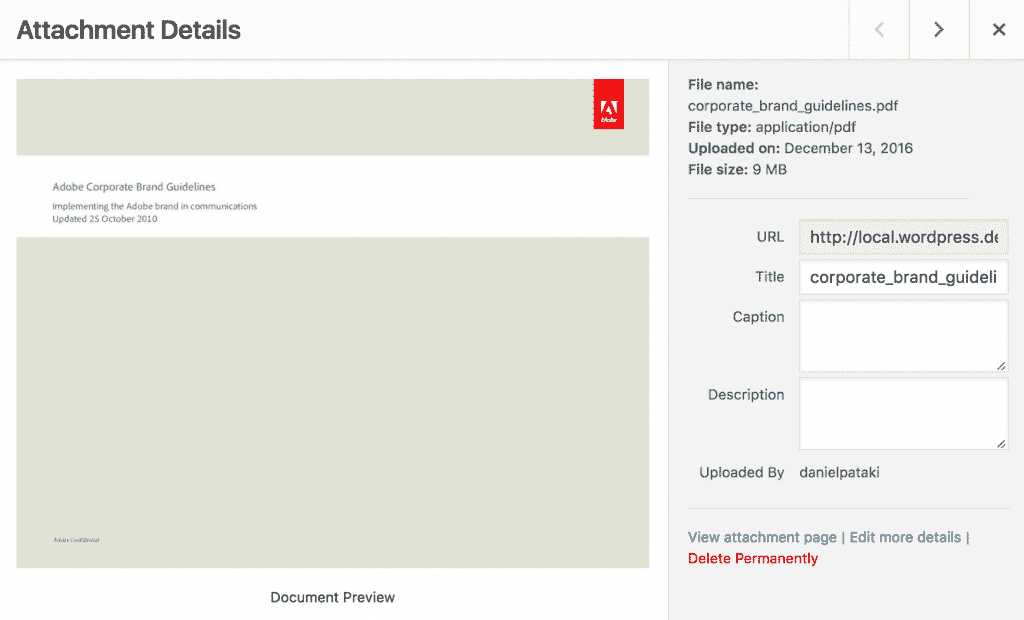 Attachment Details
Adobe
Adobe Corporate Brand Guidelines
Implementing the Adobe brand in communications
Updated 25 October 2010
Adobe Confidential
Document Preview
File name:
corporate_brand_guidelines.pdf
File type: application/pdf
Uploaded on: December 13, 2016
File size: 9 MB
URL http://local.wordpress.de
Title corporate_brand_guideli
Caption
Description
Uploaded By danielpataki
View attachment page | Edit more details |
Delete Permanently